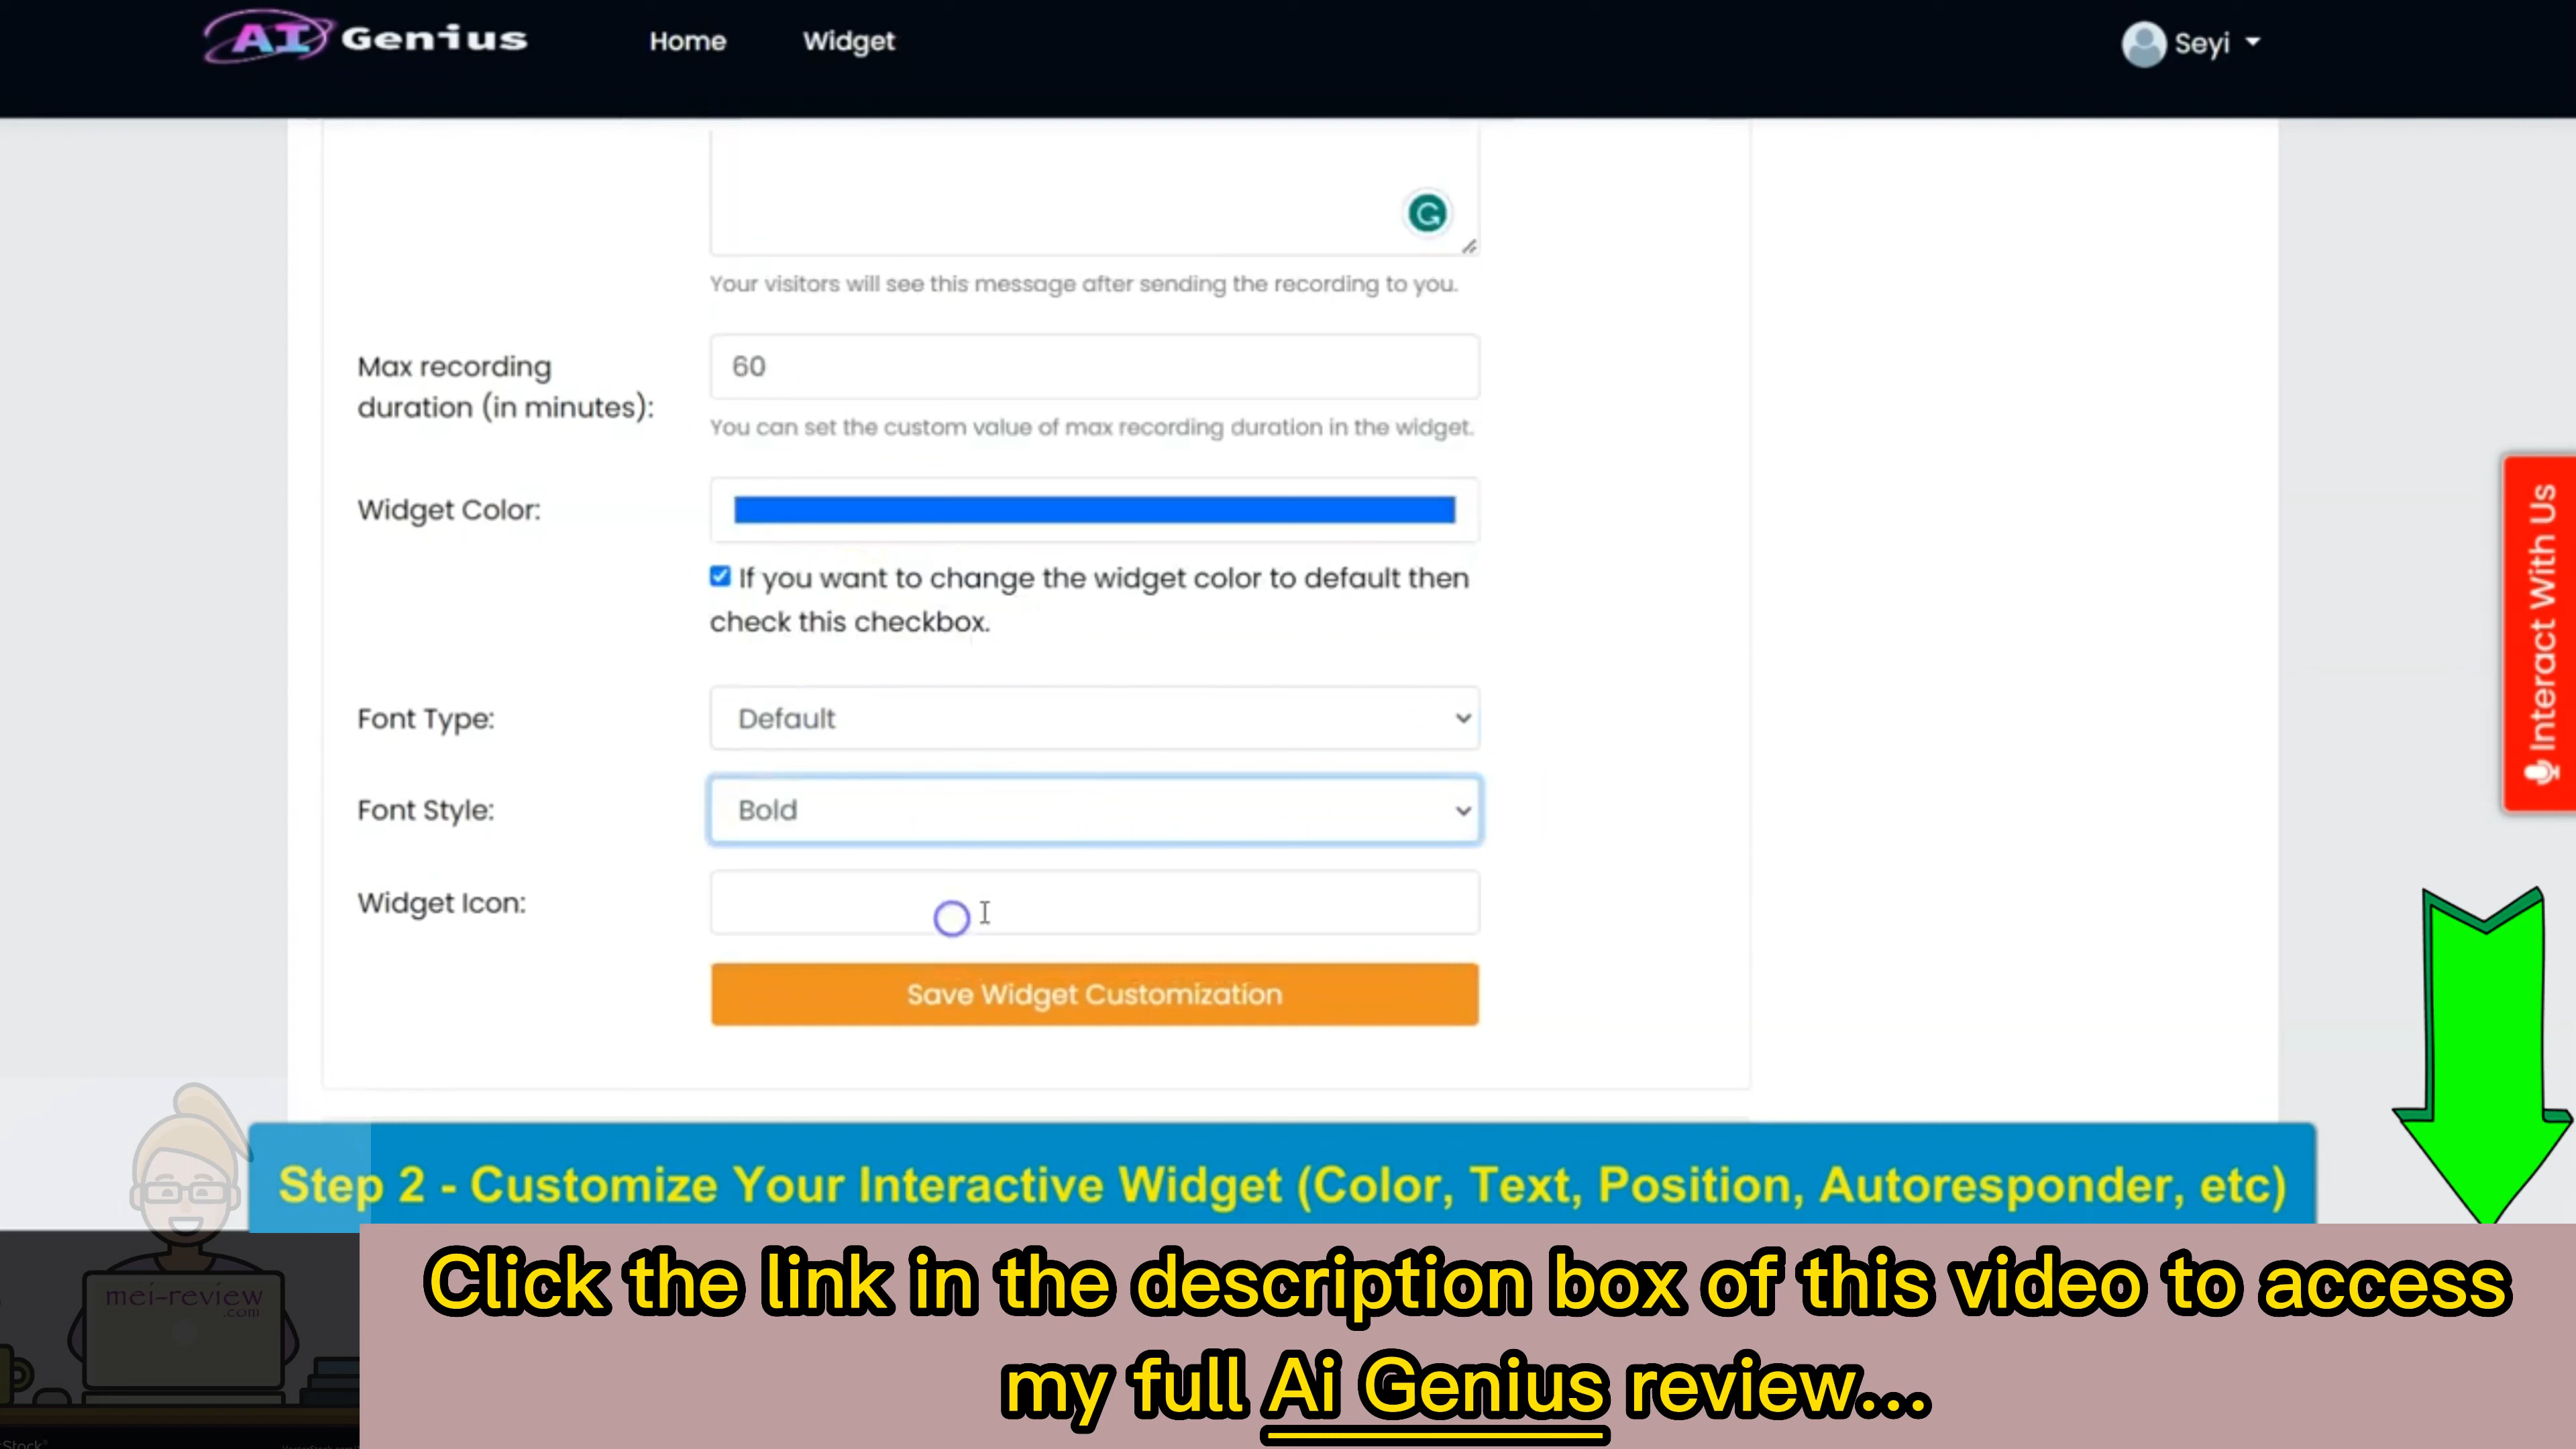 AI Genius
Home
Widget
Seyi
Your visitors will see this message after sending the recording to you.
Max recording
duration (in minutes):
60
You can set the custom value of max recording duration in the widget.
Widget Color:
If you want to change the widget color to default then
check this checkbox.
Font Type:
Default
Font Style:
Bold
Widget Icon:
Save Widget Customization
Interact With Us
Step 2 - Customize Your Interactive Widget (Color, Text, Position, Autoresponder, etc)
mei-review
.com
Click the link in the description box of this video to access
my full Ai Genius review...